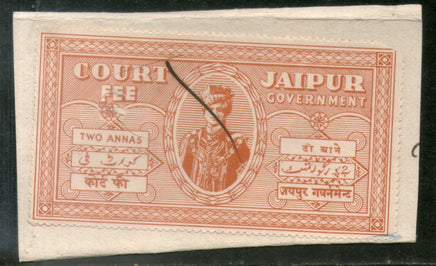 COURT
FEE
JAIPUR
GOVERNMENT
TWO ANNAS
کورٹ فی
कोर्ट फी
दो आने
जयपुर गवर्नमेन्ट